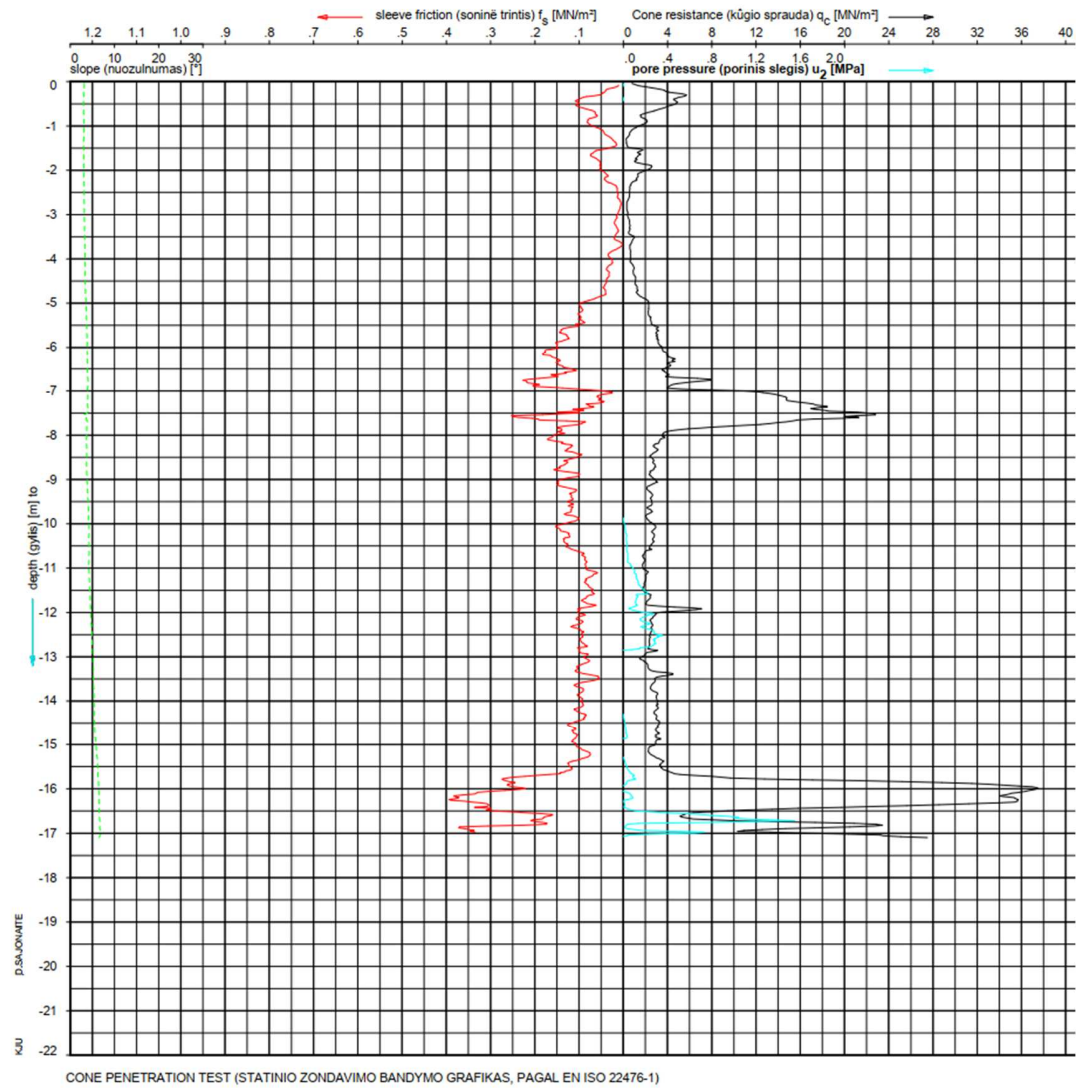 sleeve friction (soninë trintis) fs [MN/m²] Cone resistance (kûgio sprauda) qc [MN/m²]
1.2 1.1 1.0 .9 .8 .7 .6 .5 .4 .3 .2 .1 0 4 8 12 16 20 24 28 32 36 40
0 10 20 30 .0 .4 .8 1.2 1.6 2.0
slope (nuozulnumas) [°] pore pressure (porinis slegis) u2 [MPa]
0
-1
-2
-3
-4
-5
-6
-7
-8
-9
-10
-11
-12
-13
-14
-15
-16
-17
-18
-19
-20
-21
-22
depth (gylis) [m] to
D.SAJONAITE
KJU
CONE PENETRATION TEST (STATINIO ZONDAVIMO BANDYMO GRAFIKAS, PAGAL EN ISO 22476-1)